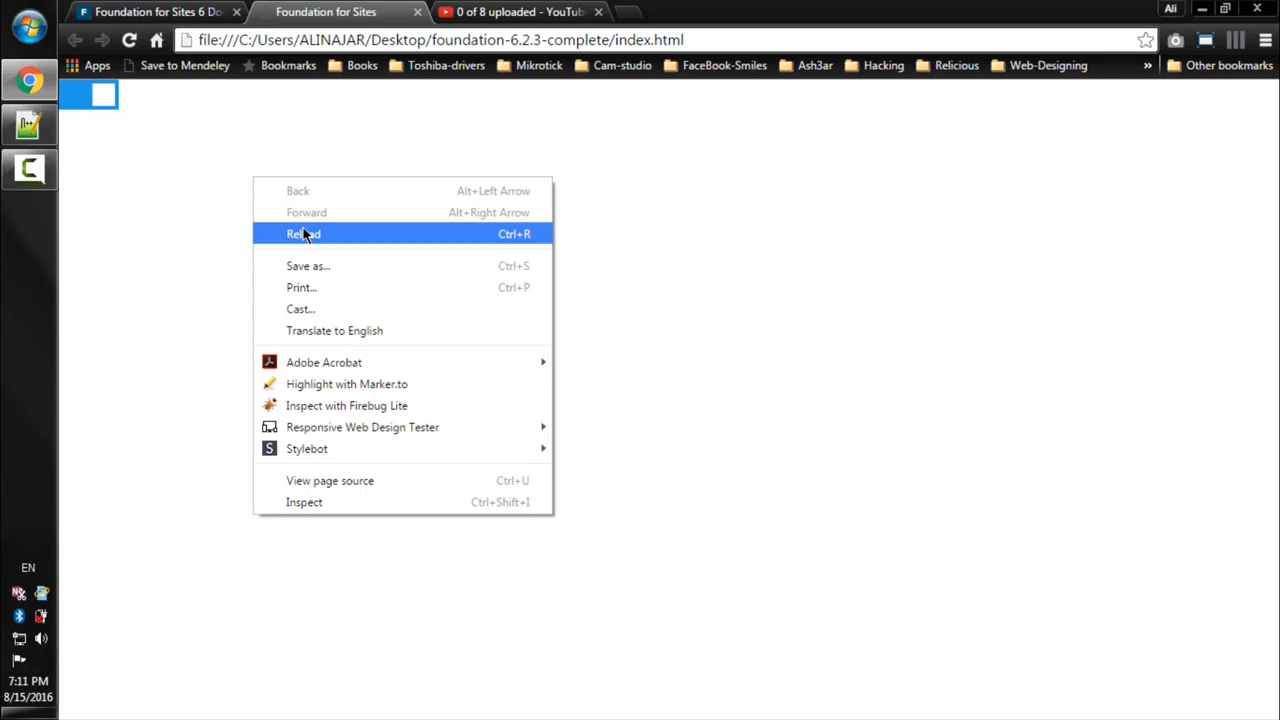 Foundation for Sites 6 Do
Foundation for Sites
0 of 8 uploaded - YouTub
Ali
file:///C:/Users/ALINAJAR/Desktop/foundation-6.2.3-complete/index.html
Apps
Save to Mendeley
Bookmarks
Books
Toshiba-drivers
Mikrotick
Cam-studio
FaceBook-Smiles
Ash3ar
Hacking
Relicious
Web-Designing
»
Other bookmarks
Back Alt+Left Arrow
Forward Alt+Right Arrow
Reload Ctrl+R
Save as... Ctrl+S
Print... Ctrl+P
Cast...
Translate to English
Adobe Acrobat
Highlight with Marker.to
Inspect with Firebug Lite
Responsive Web Design Tester
S Stylebot
View page source Ctrl+U
Inspect Ctrl+Shift+I
EN
7:11 PM
8/15/2016